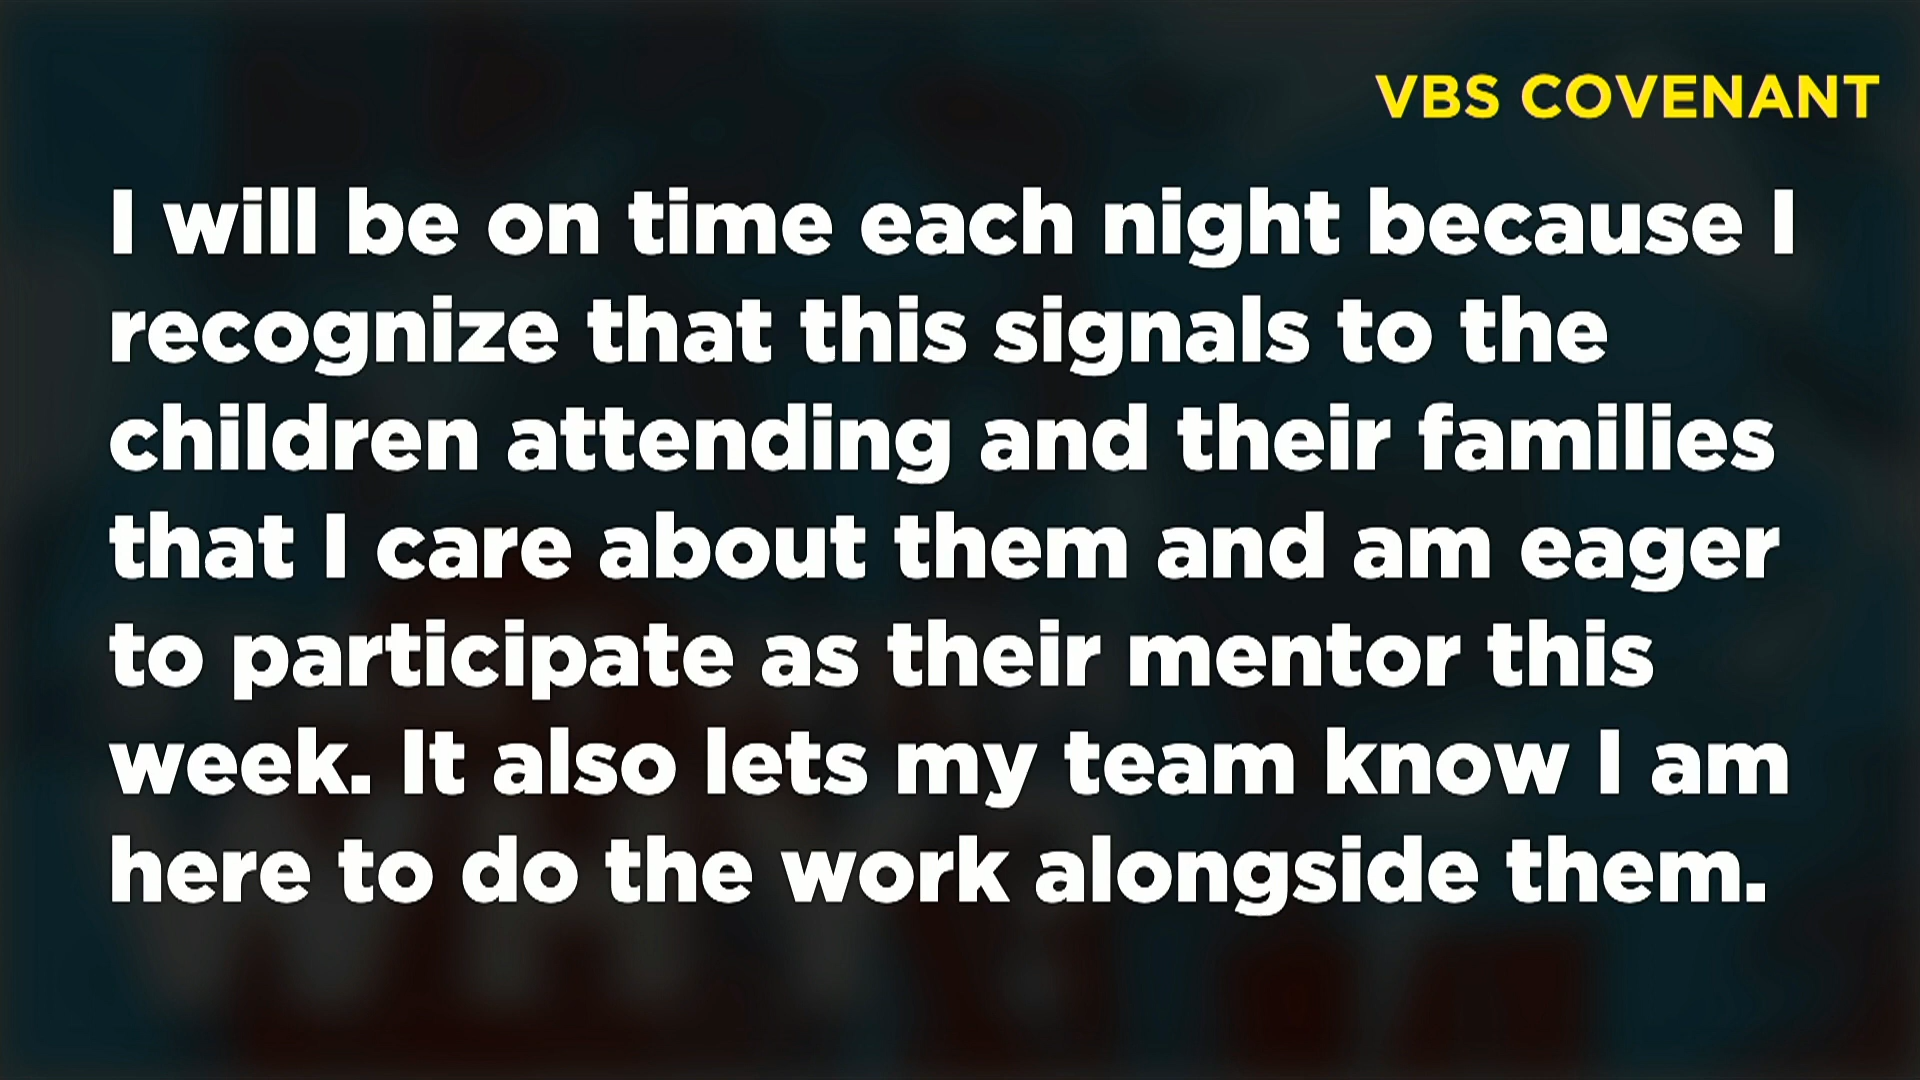 VBS COVENANT
I will be on time each night because I
recognize that this signals to the
children attending and their families
that I care about them and am eager
to participate as their mentor this
week. It also lets my team know I am
here to do the work alongside them.